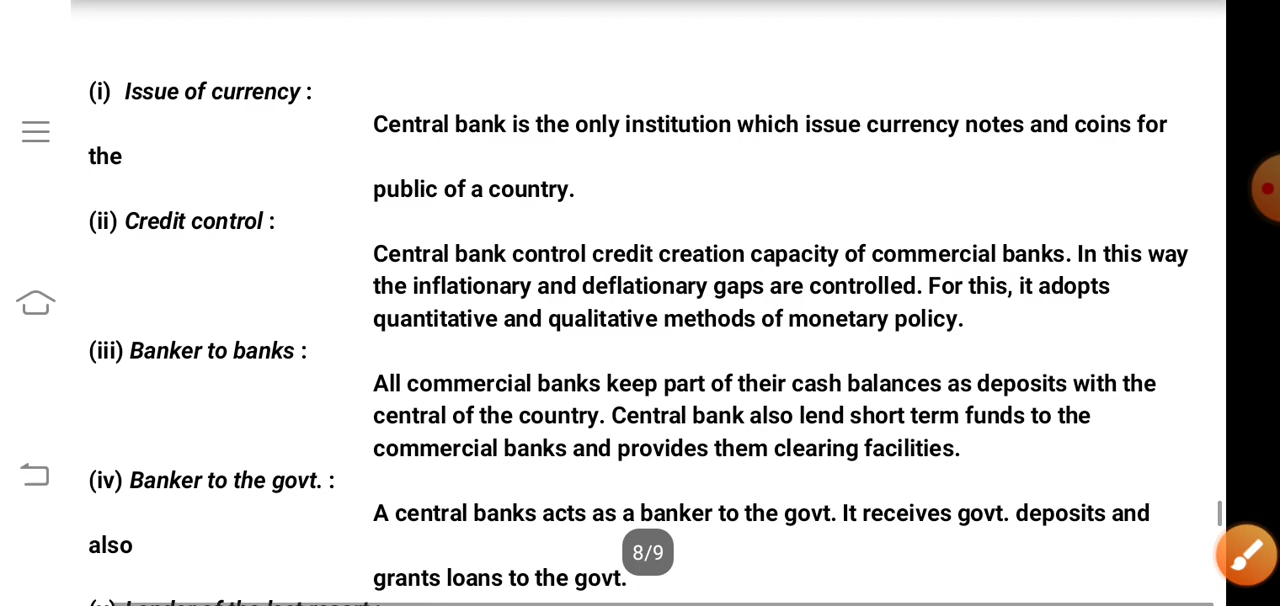 (i) Issue of currency :
Central bank is the only institution which issue currency notes and coins for
the
public of a country.
(ii) Credit control :
Central bank control credit creation capacity of commercial banks. In this way
the inflationary and deflationary gaps are controlled. For this, it adopts
quantitative and qualitative methods of monetary policy.
(iii) Banker to banks :
All commercial banks keep part of their cash balances as deposits with the
central of the country. Central bank also lend short term funds to the
commercial banks and provides them clearing facilities.
(iv) Banker to the govt. :
A central banks acts as a banker to the govt. It receives govt. deposits and
also
8/9
grants loans to the govt.
(v) Lender of the last resort :